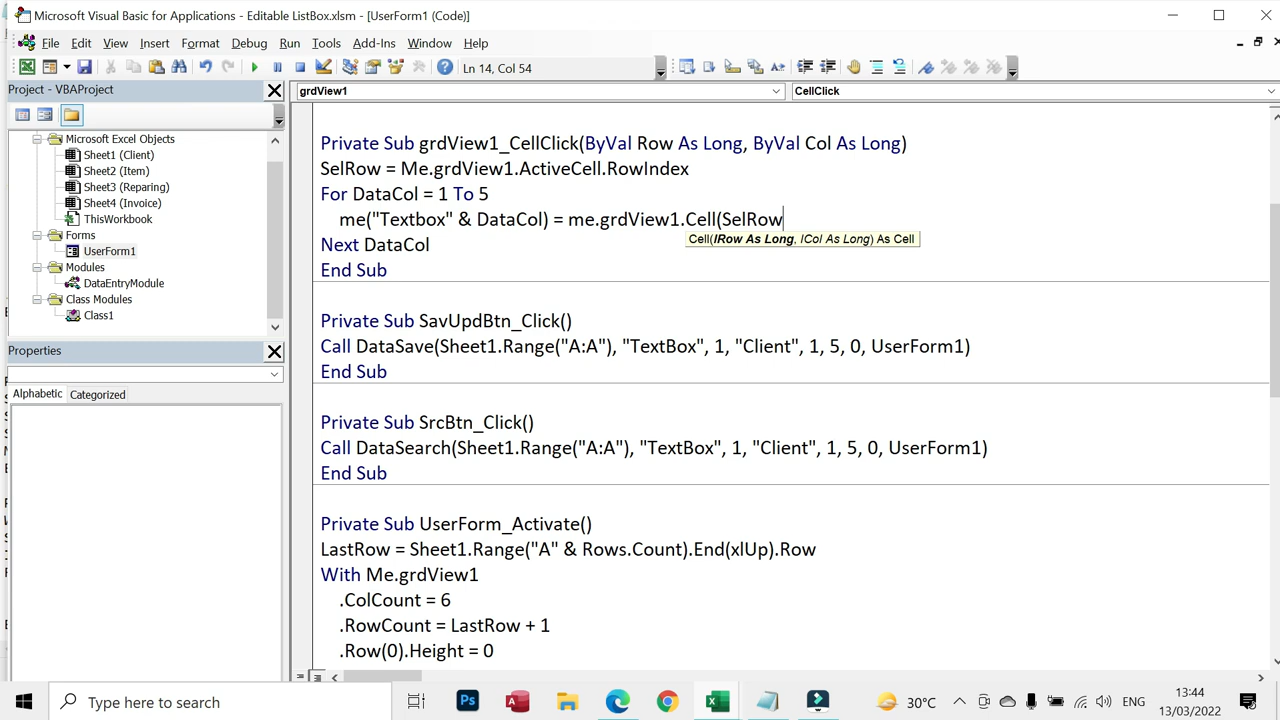 Microsoft Visual Basic for Applications - Editable ListBox.xlsm - [UserForm1 (Code)]
File Edit View Insert Format Debug Run Tools Add-Ins Window Help
Ln 14, Col 54
Project - VBAProject
grdView1
CellClick
Microsoft Excel Objects
Sheet1 (Client)
Sheet2 (Item)
Sheet3 (Reparing)
Sheet4 (Invoice)
ThisWorkbook
Forms
UserForm1
Modules
DataEntryModule
Class Modules
Class1
Properties
Alphabetic Categorized
Private Sub grdView1_CellClick(ByVal Row As Long, ByVal Col As Long)
SelRow = Me.grdView1.ActiveCell.RowIndex
For DataCol = 1 To 5
me("Textbox" & DataCol) = me.grdView1.Cell(SelRow
Cell(lRow As Long, lCol As Long) As Cell
Next DataCol
End Sub
Private Sub SavUpdBtn_Click()
Call DataSave(Sheet1.Range("A:A"), "TextBox", 1, "Client", 1, 5, 0, UserForm1)
End Sub
Private Sub SrcBtn_Click()
Call DataSearch(Sheet1.Range("A:A"), "TextBox", 1, "Client", 1, 5, 0, UserForm1)
End Sub
Private Sub UserForm_Activate()
LastRow = Sheet1.Range("A" & Rows.Count).End(xlUp).Row
With Me.grdView1
.ColCount = 6
.RowCount = LastRow + 1
.Row(0).Height = 0
Type here to search
Ps
30°C
ENG
13:44
13/03/2022